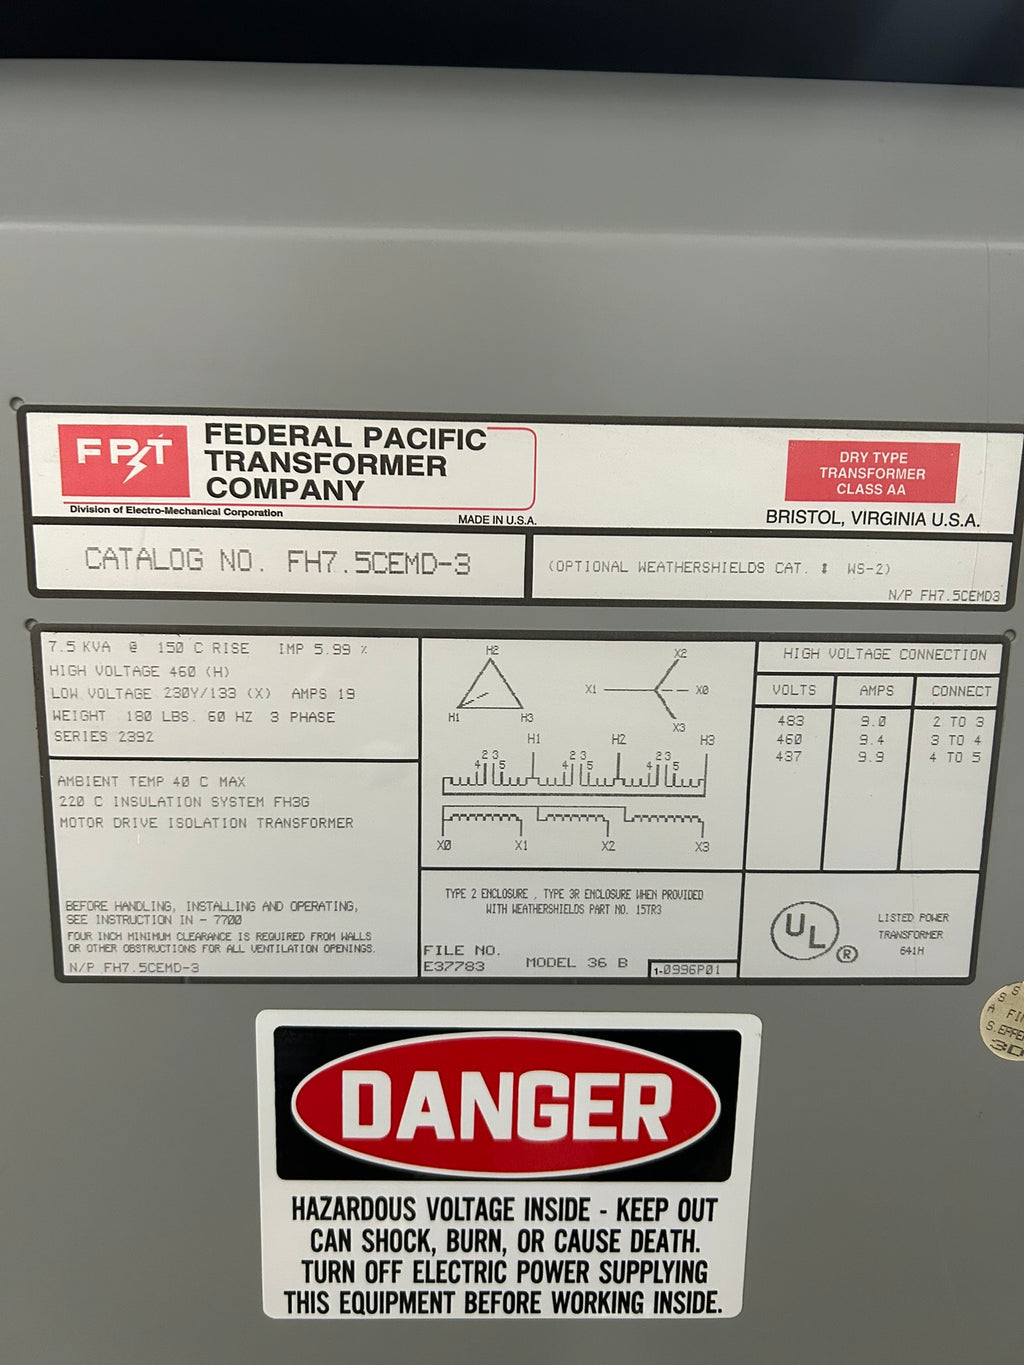 FPT
FEDERAL PACIFIC
TRANSFORMER
COMPANY
Division of Electro-Mechanical Corporation
MADE IN U.S.A.
DRY TYPE
TRANSFORMER
CLASS AA
BRISTOL, VIRGINIA U.S.A.
CATALOG NO. FH7.5CEMD-3
(OPTIONAL WEATHERSHIELDS CAT. # WS-2)
N/P FH7.5CEMD3
7.5 KVA @ 150 C RISE IMP 5.99 %
HIGH VOLTAGE 460 (H)
LOW VOLTAGE 230Y/133 (X) AMPS 19
WEIGHT 180 LBS. 60 HZ 3 PHASE
SERIES 2392
AMBIENT TEMP 40 C MAX
220 C INSULATION SYSTEM FH3G
MOTOR DRIVE ISOLATION TRANSFORMER
BEFORE HANDLING, INSTALLING AND OPERATING,
SEE INSTRUCTION IN - 7700
FOUR INCH MINIMUM CLEARANCE IS REQUIRED FROM WALLS
OR OTHER OBSTRUCTIONS FOR ALL VENTILATION OPENINGS.
N/P FH7.5CEMD-3
H2
H1 H3
X2
X1 X0
X3
H1 H2 H3
2 3 2 3 2 3
4 5 4 5 4 5
X0 X1 X2 X3
TYPE 2 ENCLOSURE , TYPE 3R ENCLOSURE WHEN PROVIDED
WITH WEATHERSHIELDS PART NO. 15TR3
FILE NO.
E37783
MODEL 36 B
1-0996P01
HIGH VOLTAGE CONNECTION
VOLTS AMPS CONNECT
483 9.0 2 TO 3
460 9.4 3 TO 4
437 9.9 4 TO 5
UL ®
LISTED POWER
TRANSFORMER
641H
DANGER
HAZARDOUS VOLTAGE INSIDE - KEEP OUT
CAN SHOCK, BURN, OR CAUSE DEATH.
TURN OFF ELECTRIC POWER SUPPLYING
THIS EQUIPMENT BEFORE WORKING INSIDE.